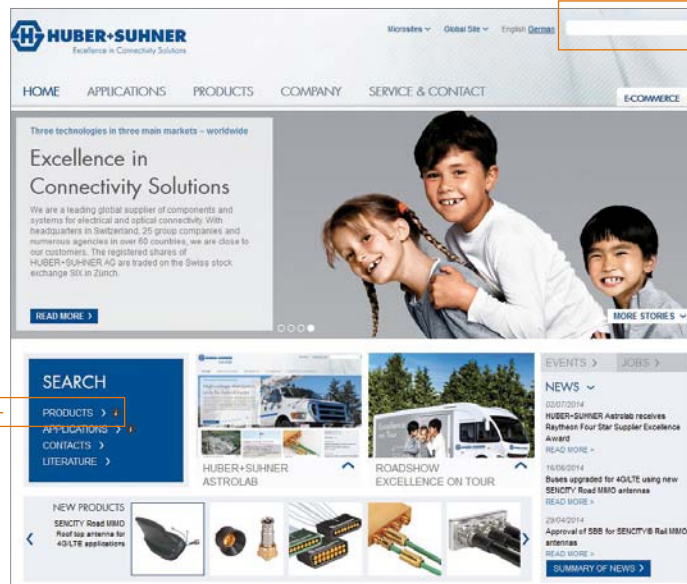 HUBER+SUHNER
Excellence in Connectivity Solutions
Microsites Global Site English German
HOME APPLICATIONS PRODUCTS COMPANY SERVICE & CONTACT
E-COMMERCE
Three technologies in three main markets – worldwide
Excellence in
Connectivity Solutions
We are a leading global supplier of components and
systems for electrical and optical connectivity. With
headquarters in Switzerland, 25 group companies and
numerous agencies in over 60 countries, we are close to
our customers. The registered shares of
HUBER+SUHNER AG are traded on the Swiss stock
exchange SIX in Zürich.
READ MORE >
MORE STORIES
SEARCH
PRODUCTS >
APPLICATIONS >
CONTACTS >
LITERATURE >
HUBER+SUHNER
ASTROLAB
Excellence
on Tour
ROADSHOW
EXCELLENCE ON TOUR
EVENTS > JOBS >
NEWS
02/07/2014
HUBER+SUHNER Astrolab receives
Raytheon Four Star Supplier Excellence
Award
READ MORE >
16/06/2014
Buses upgraded for 4G/LTE using new
SENCITY Road MIMO antennas
READ MORE >
29/04/2014
Approval of SBB for SENCITY® Rail MIMO
antennas
READ MORE >
SUMMARY OF NEWS >
NEW PRODUCTS
SENCITY Road MIMO
Roof top antenna for
4G/LTE applications